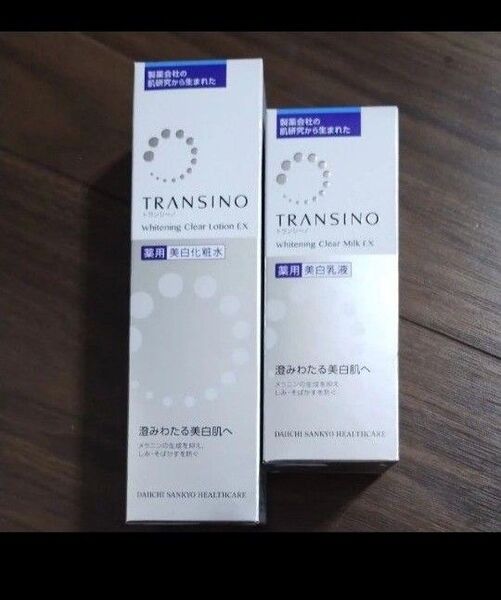 製薬会社の
肌研究から生まれた
TRANSINO
トランシーノ
Whitening Clear Lotion EX
薬用 美白化粧水
澄みわたる美白肌へ
メラニンの生成を抑え、
しみ・そばかすを防ぐ
DAIICHI SANKYO HEALTHCARE
製薬会社の
肌研究から生まれた
TRANSINO
トランシーノ
Whitening Clear Milk EX
薬用 美白乳液
澄みわたる美白肌へ
メラニンの生成を抑え、
しみ・そばかすを防ぐ
DAIICHI SANKYO HEALTHCARE